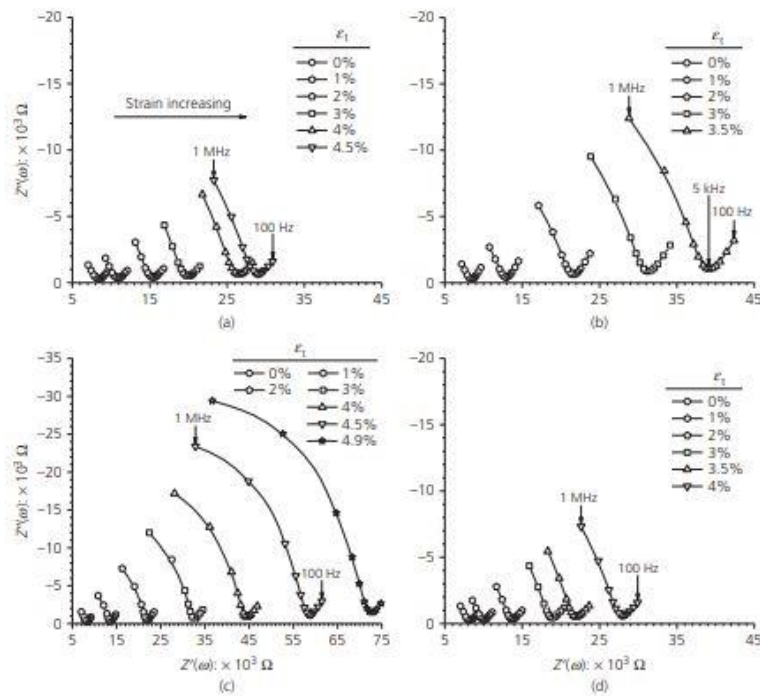 −20
−15
−10
−5
0
Z″(ω): × 10³ Ω
εt
0%
1%
2%
3%
4%
4.5%
Strain increasing
1 MHz
100 Hz
5 15 25 35 45
(a)
−20
−15
−10
−5
0
εt
0%
1%
2%
3%
3.5%
1 MHz
5 kHz
100 Hz
5 15 25 35 45
(b)
−35
−30
−25
−20
−15
−10
−5
0
Z″(ω): × 10³ Ω
εt
0% 1%
2% 3%
4%
4.5%
4.9%
1 MHz
100 Hz
5 15 25 35 45 55 65 75
Z′(ω): × 10³ Ω
(c)
−20
−15
−10
−5
0
εt
0%
1%
2%
3%
3.5%
4%
1 MHz
100 Hz
5 15 25 35 45
Z′(ω): × 10³ Ω
(d)